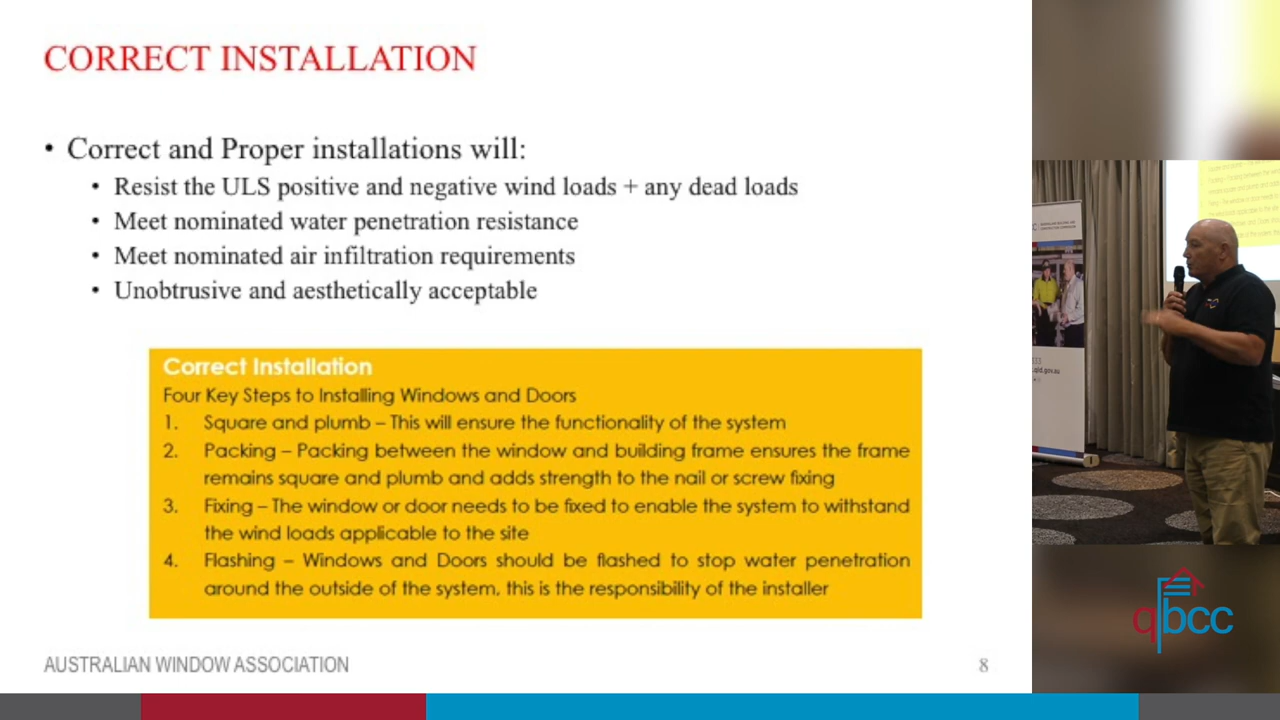 CORRECT INSTALLATION
• Correct and Proper installations will:
• Resist the ULS positive and negative wind loads + any dead loads
• Meet nominated water penetration resistance
• Meet nominated air infiltration requirements
• Unobtrusive and aesthetically acceptable
Correct Installation
Four Key Steps to Installing Windows and Doors
1. Square and plumb – This will ensure the functionality of the system
2. Packing – Packing between the window and building frame ensures the frame
remains square and plumb and adds strength to the nail or screw fixing
3. Fixing – The window or door needs to be fixed to enable the system to withstand
the wind loads applicable to the site
4. Flashing – Windows and Doors should be flashed to stop water penetration
around the outside of the system, this is the responsibility of the installer
AUSTRALIAN WINDOW ASSOCIATION
8
qbcc